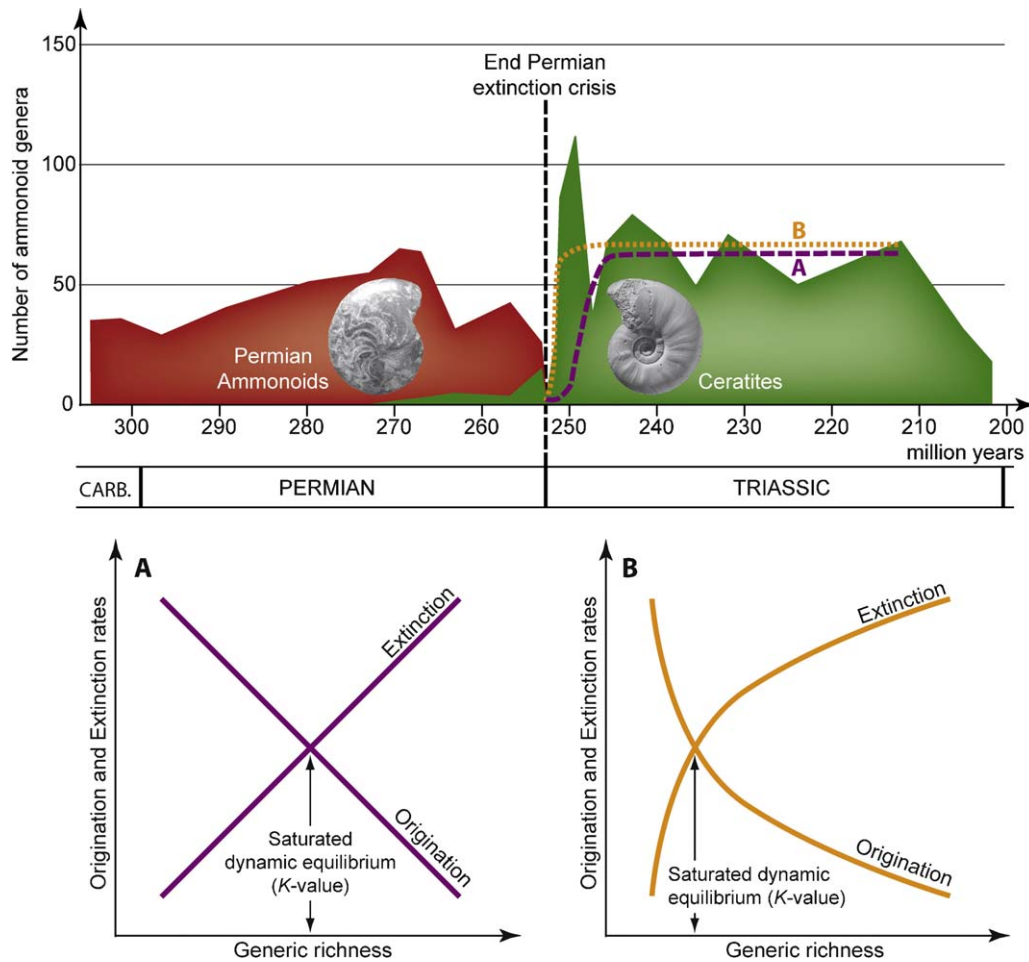 150
End Permian
extinction crisis
100
B
A
50
Permian
Ammonoids
Ceratites
0
Number of ammonoid genera
300 290 280 270 260 250 240 230 220 210 200
million years
CARB. PERMIAN TRIASSIC
A
Extinction
Origination
Saturated
dynamic equilibrium
(K-value)
Origination and Extinction rates
Generic richness
B
Extinction
Origination
Saturated dynamic
equilibrium (K-value)
Origination and Extinction rates
Generic richness